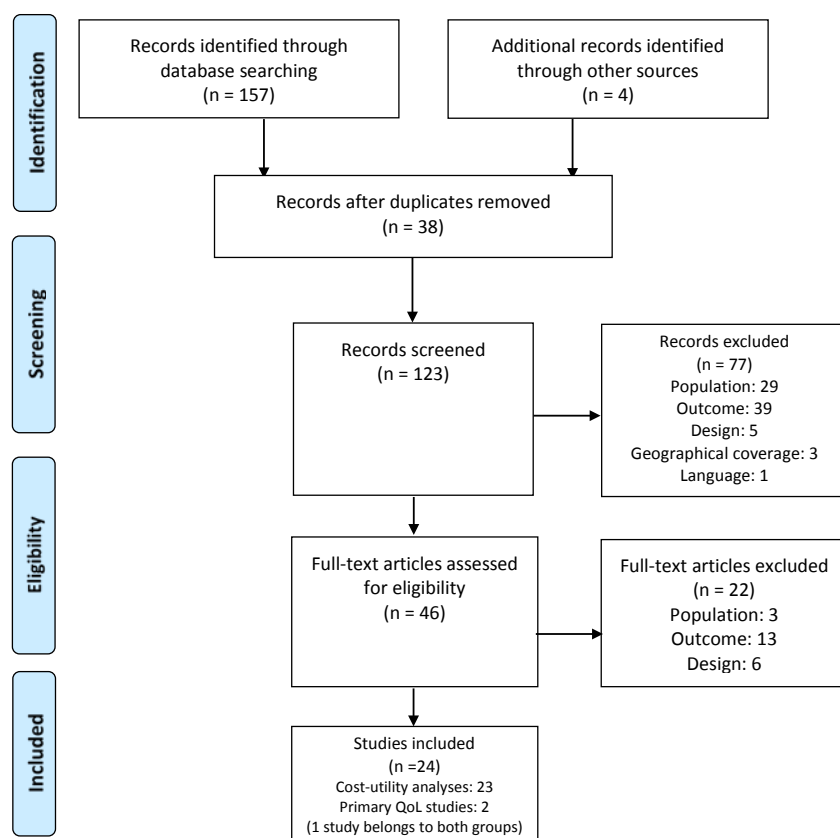 Identification
Records identified through
database searching
(n = 157)
Additional records identified
through other sources
(n = 4)
Records after duplicates removed
(n = 38)
Screening
Records screened
(n = 123)
Records excluded
(n = 77)
Population: 29
Outcome: 39
Design: 5
Geographical coverage: 3
Language: 1
Eligibility
Full-text articles assessed
for eligibility
(n = 46)
Full-text articles excluded
(n = 22)
Population: 3
Outcome: 13
Design: 6
Included
Studies included
(n =24)
Cost-utility analyses: 23
Primary QoL studies: 2
(1 study belongs to both groups)